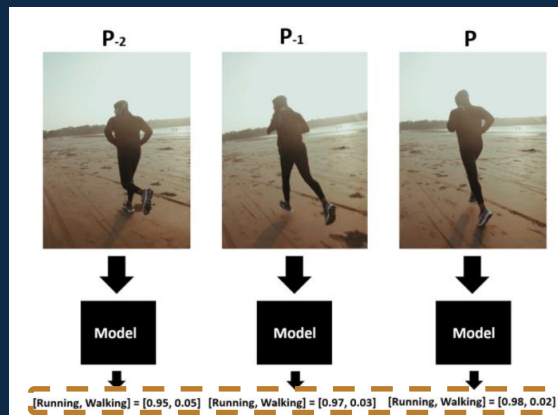 P-2 P-1 P
Model Model Model
[Running, Walking] = [0.95, 0.05] [Running, Walking] = [0.97, 0.03] [Running, Walking] = [0.98, 0.02]